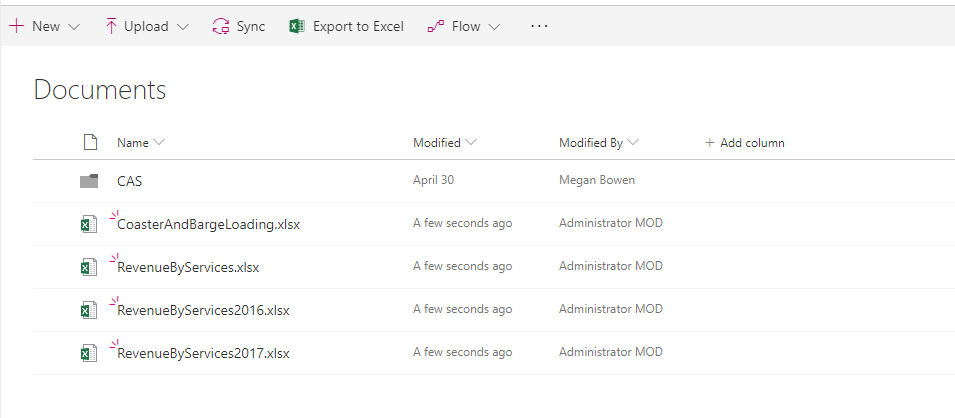 New Upload Sync Export to Excel Flow ...
Documents
Name Modified Modified By + Add column
CAS April 30 Megan Bowen
CoasterAndBargeLoading.xlsx A few seconds ago Administrator MOD
RevenueByServices.xlsx A few seconds ago Administrator MOD
RevenueByServices2016.xlsx A few seconds ago Administrator MOD
RevenueByServices2017.xlsx A few seconds ago Administrator MOD